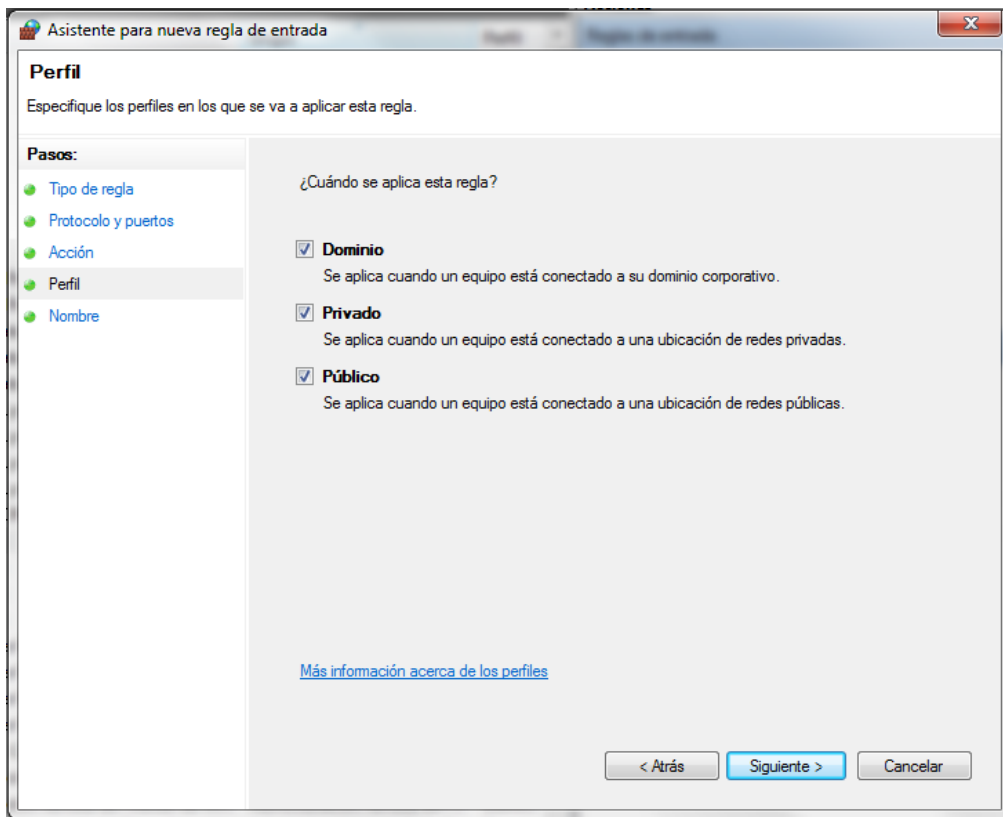 Asistente para nueva regla de entrada
Perfil
Especifique los perfiles en los que se va a aplicar esta regla.
Pasos:
Tipo de regla
Protocolo y puertos
Acción
Perfil
Nombre
¿Cuándo se aplica esta regla?
Dominio
Se aplica cuando un equipo está conectado a su dominio corporativo.
Privado
Se aplica cuando un equipo está conectado a una ubicación de redes privadas.
Público
Se aplica cuando un equipo está conectado a una ubicación de redes públicas.
Más información acerca de los perfiles
< Atrás
Siguiente >
Cancelar